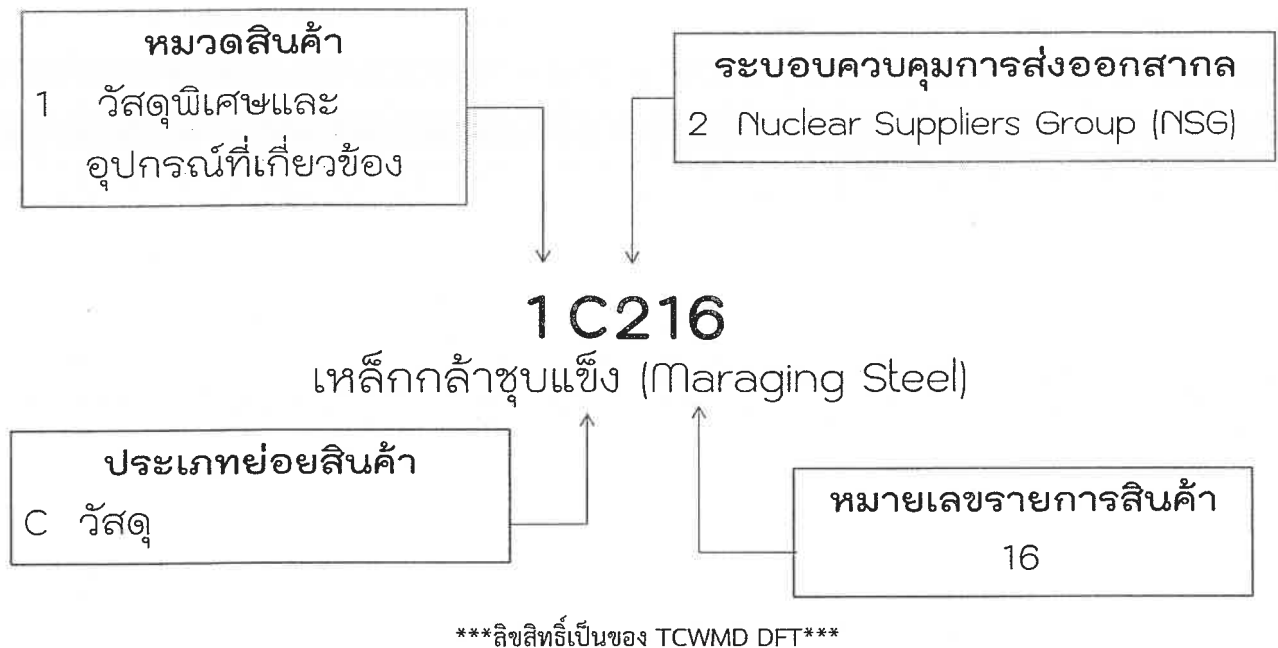 หมวดสินค้า
1 วัสดุพิเศษและ
อุปกรณ์ที่เกี่ยวข้อง
ระบอบควบคุมการส่งออกสากล
2 Nuclear Suppliers Group (NSG)
1C216
เหล็กกล้าชุบแข็ง (Maraging Steel)
ประเภทย่อยสินค้า
C วัสดุ
หมายเลขรายการสินค้า
16
***ลิขสิทธิ์เป็นของ TCWMD DFT***